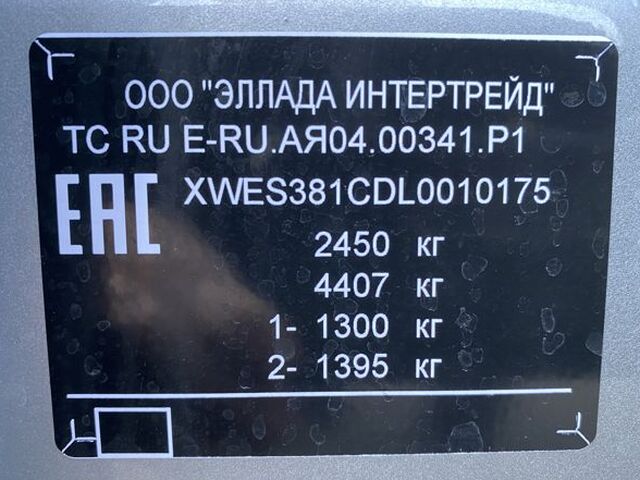 ООО "ЭЛЛАДА ИНТЕРТРЕЙД"
ТС RU E-RU.АЯ04.00341.P1
EAC XWES381CDL0010175
2450 кг
4407 кг
1- 1300 кг
2- 1395 кг